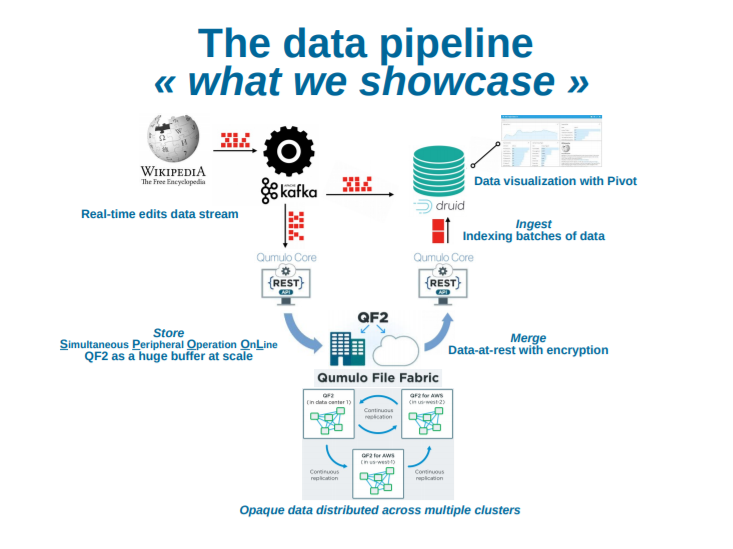 The data pipeline
« what we showcase »
WIKIPEDIA
The Free Encyclopedia
kafka
druid
Data visualization with Pivot
Real-time edits data stream
Ingest
Indexing batches of data
Qumulo Core
{REST}
API
Qumulo Core
{REST}
API
QF2
Store
Simultaneous Peripheral Operation OnLine
QF2 as a huge buffer at scale
Merge
Data-at-rest with encryption
Qumulo File Fabric
QF2
(in data center 1)
Continuous
replication
QF2 for AWS
(in us-west-2)
QF2 for AWS
(in us-west-1)
Continuous
replication
Continuous
replication
Opaque data distributed across multiple clusters